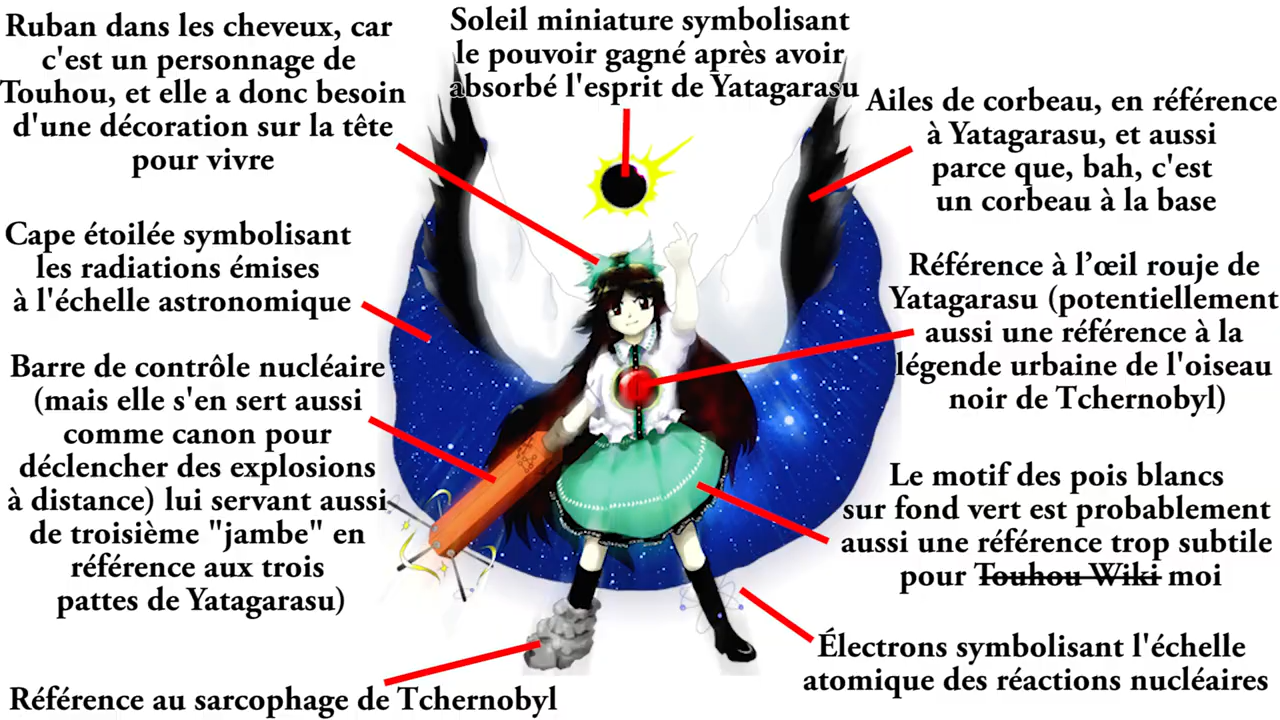 Ruban dans les cheveux, car
c'est un personnage de
Touhou, et elle a donc besoin
d'une décoration sur la tête
pour vivre
Soleil miniature symbolisant
le pouvoir gagné après avoir
absorbé l'esprit de Yatagarasu
Ailes de corbeau, en référence
à Yatagarasu, et aussi
parce que, bah, c'est
un corbeau à la base
Cape étoilée symbolisant
les radiations émises
à l'échelle astronomique
Référence à l’œil rouje de
Yatagarasu (potentiellement
aussi une référence à la
légende urbaine de l'oiseau
noir de Tchernobyl)
Barre de contrôle nucléaire
(mais elle s'en sert aussi
comme canon pour
déclencher des explosions
à distance) lui servant aussi
de troisième "jambe" en
référence aux trois
pattes de Yatagarasu)
Le motif des pois blancs
sur fond vert est probablement
aussi une référence trop subtile
pour Touhou Wiki moi
Électrons symbolisant l'échelle
atomique des réactions nucléaires
Référence au sarcophage de Tchernobyl